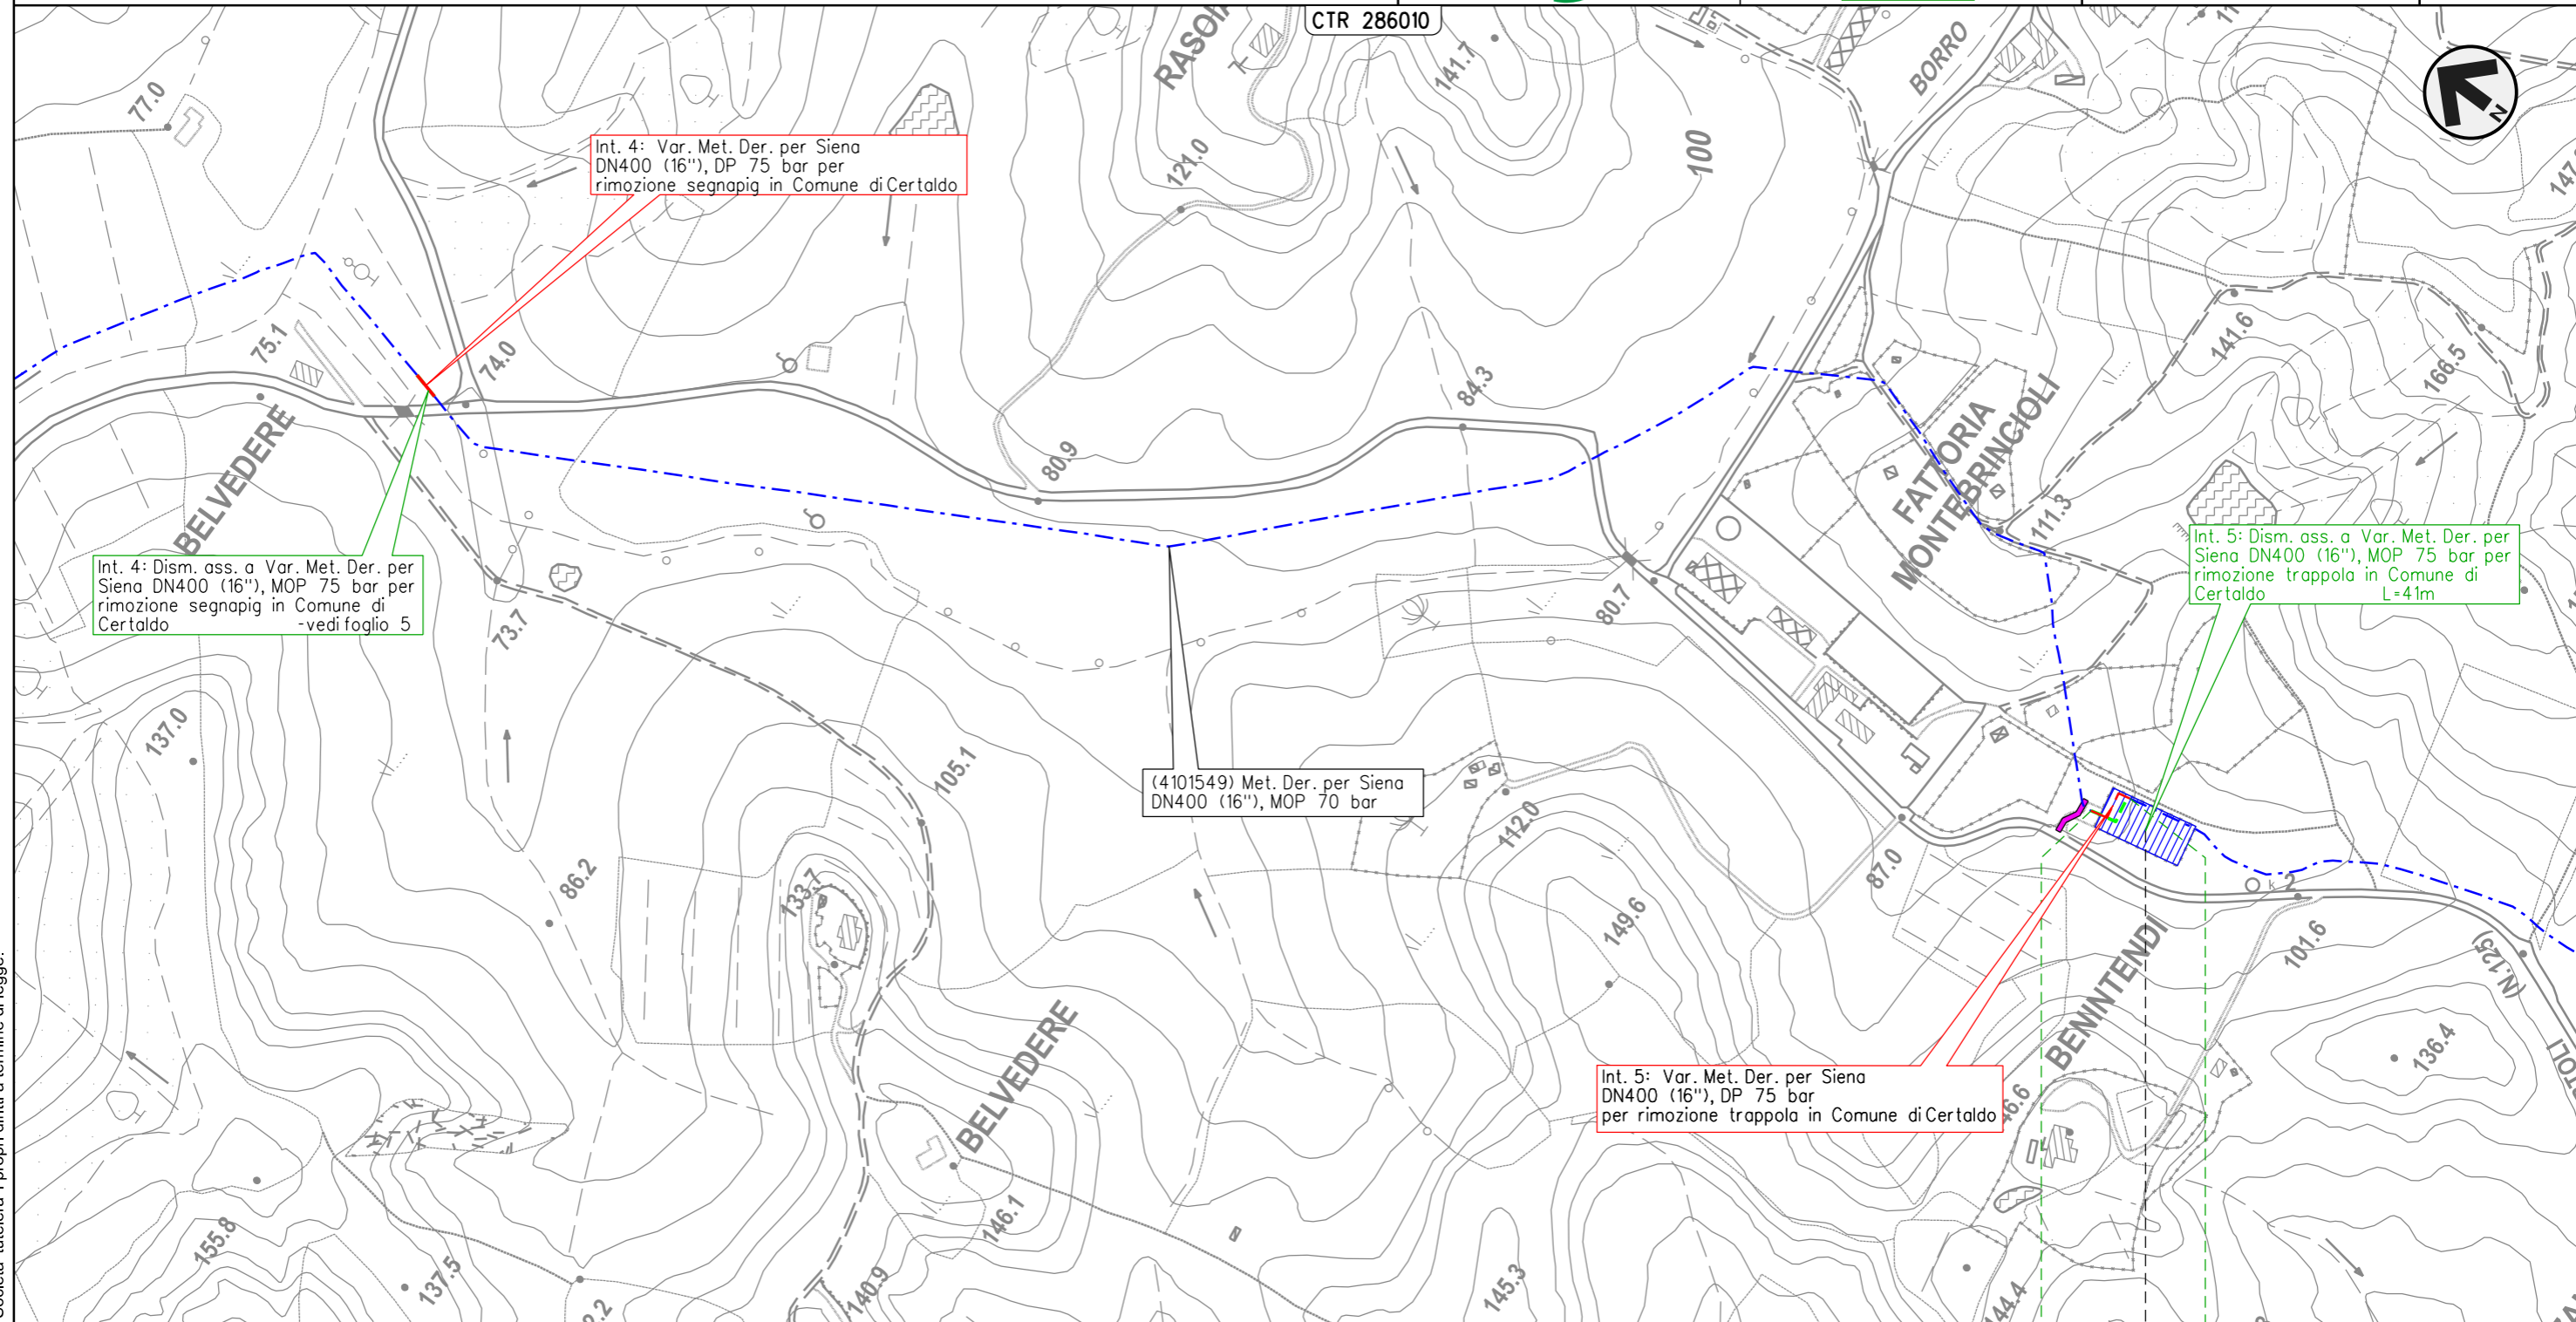 CTR 286010
RASOIA
BORRO
141.7
77.0
N
Int. 4: Var. Met. Der. per Siena
DN400 (16"), DP 75 bar per
rimozione segnapig in Comune di Certaldo
121.0
100
75.1
74.0
141.6
166.5
84.3
80.9
BELVEDERE
FATTORIA
MONTEBRINCIOLI
111.3
Int. 4: Dism. ass. a Var. Met. Der. per
Siena DN400 (16"), MOP 75 bar per
rimozione segnapig in Comune di
Certaldo -vedi foglio 5
Int. 5: Dism. ass. a Var. Met. Der. per
Siena DN400 (16"), MOP 75 bar per
rimozione trappola in Comune di
Certaldo L=41m
73.7
80.7
137.0
105.1
(4101549) Met. Der. per Siena
DN400 (16"), MOP 70 bar
112.0
87.0
86.2
133.7
149.6
k 2
101.6
(N.125)
BENINTENDI
136.4
BELVEDERE
Int. 5: Var. Met. Der. per Siena
DN400 (16"), DP 75 bar
per rimozione trappola in Comune di Certaldo
46.6
155.8
146.1
137.5
140.9
145.3
144.4